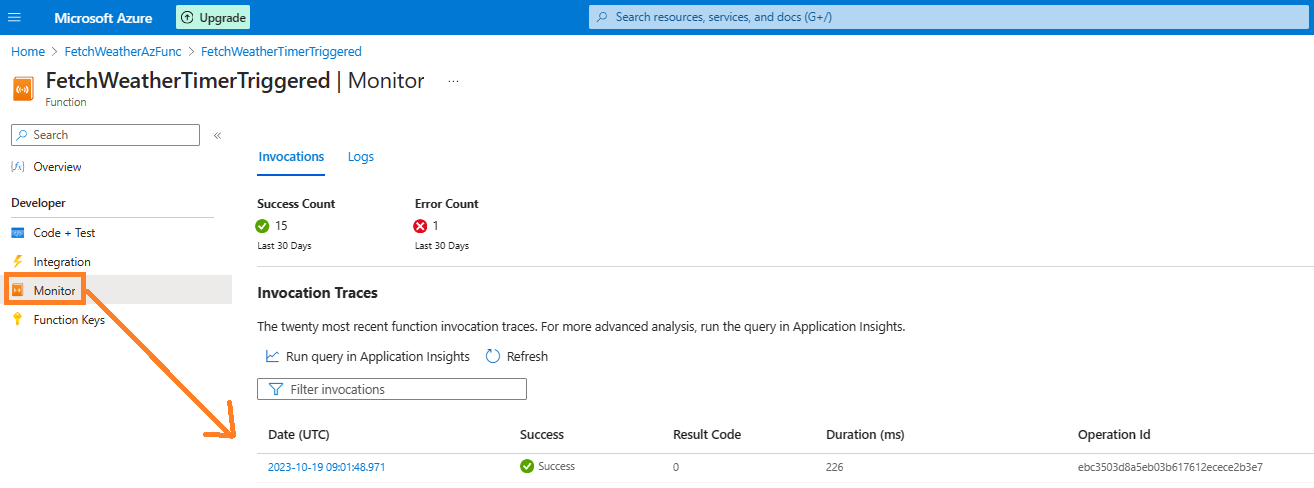 Microsoft Azure Upgrade Search resources, services, and docs (G+/)
Home > FetchWeatherAzFunc > FetchWeatherTimerTriggered
FetchWeatherTimerTriggered | Monitor ...
Function
Search «
Overview
Developer
Code + Test
Integration
Monitor
Function Keys
Invocations Logs
Success Count Error Count
15 1
Last 30 Days Last 30 Days
Invocation Traces
The twenty most recent function invocation traces. For more advanced analysis, run the query in Application Insights.
Run query in Application Insights Refresh
Filter invocations
Date (UTC) Success Result Code Duration (ms) Operation Id
2023-10-19 09:01:48.971 Success 0 226 ebc3503d8a5eb03b617612ecece2b3e7